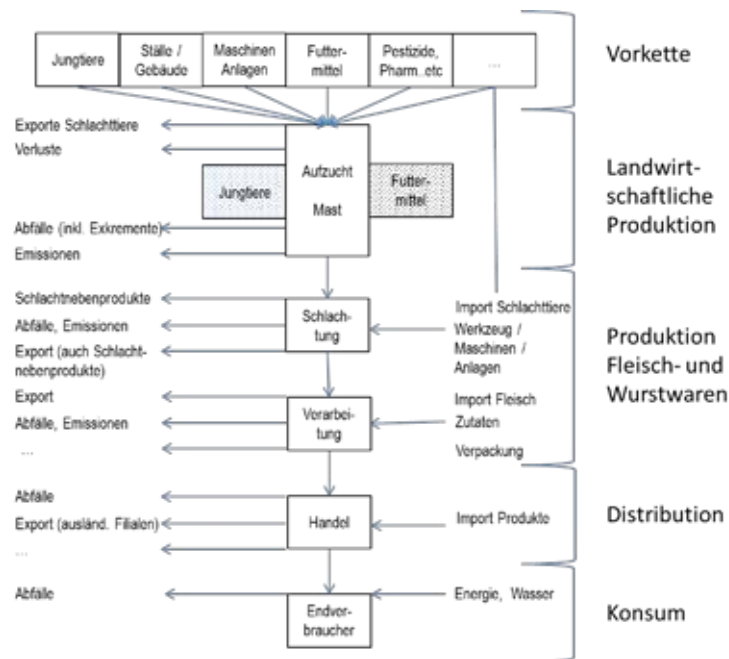 Jungtiere
Ställe /
Gebäude
Maschinen
Anlagen
Futter-
mittel
Pestizide,
Pharm..etc
...
Vorkette
Exporte Schlachttiere
Verluste
Abfälle (inkl. Exkremente)
Emissionen
Jungtiere
Aufzucht
Mast
Futter-
mittel
Landwirt-
schaftliche
Produktion
Schlachtnebenprodukte
Abfälle, Emissionen
Export (auch Schlacht-
nebenprodukte)
Schlach-
tung
Import Schlachttiere
Werkzeug /
Maschinen /
Anlagen
Produktion
Fleisch- und
Wurstwaren
Export
Abfälle, Emissionen
...
Verarbei-
tung
Import Fleisch
Zutaten
Verpackung
Abfälle
Export (ausländ. Filialen)
...
Handel
Import Produkte
Distribution
Abfälle
Endver-
braucher
Energie, Wasser
Konsum